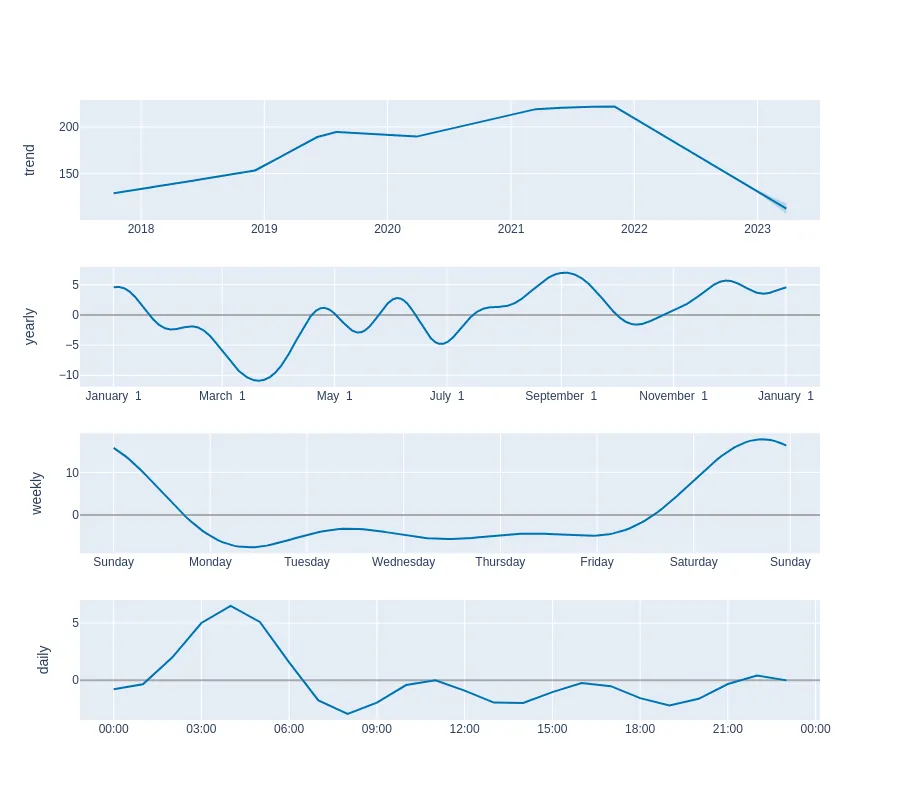 trend
200
150
2018 2019 2020 2021 2022 2023
yearly
5
0
−5
−10
January 1 March 1 May 1 July 1 September 1 November 1 January 1
weekly
10
0
Sunday Monday Tuesday Wednesday Thursday Friday Saturday Sunday
daily
5
0
00:00 03:00 06:00 09:00 12:00 15:00 18:00 21:00 00:00